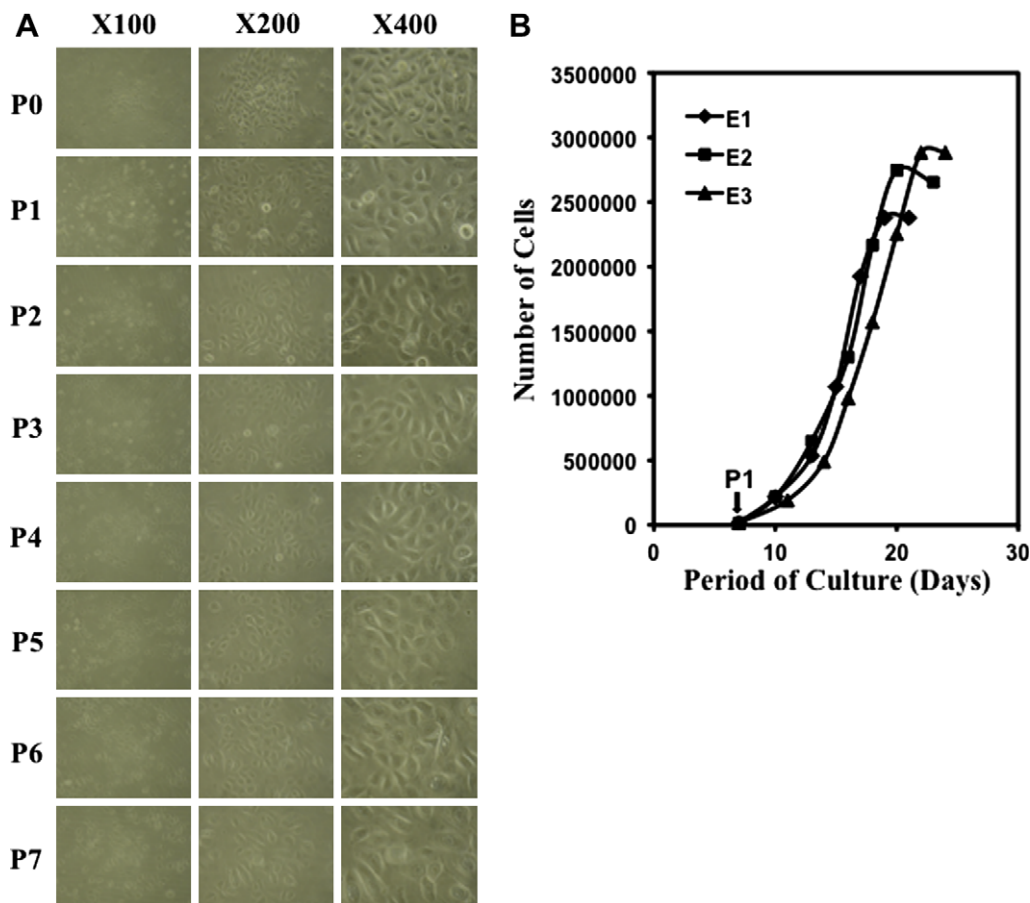 A
X100 X200 X400
P0
P1
P2
P3
P4
P5
P6
P7
B
3500000
3000000
2500000
2000000
1500000
1000000
500000
0
E1
E2
E3
P1
0 10 20 30
Number of Cells
Period of Culture (Days)